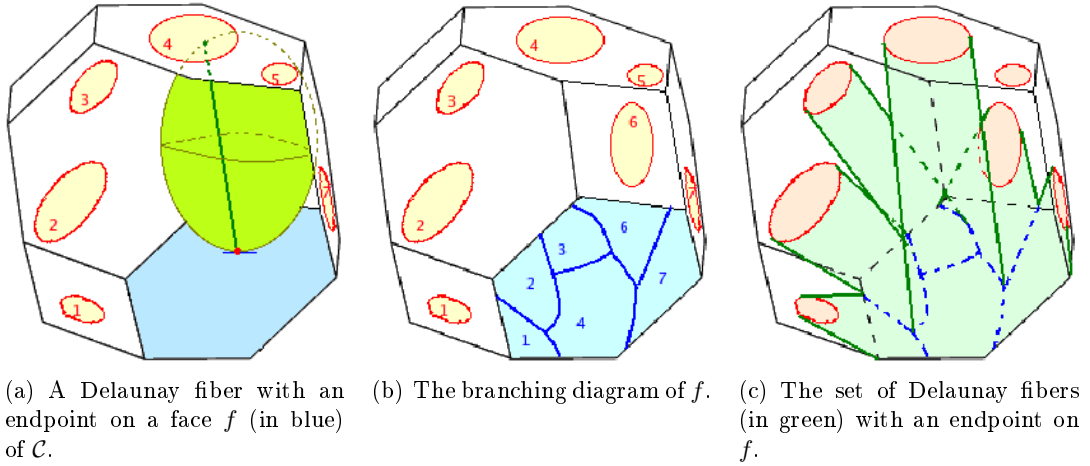 4
5
3
2
7
1
4
5
3
6
2
7
6
3
2
7
4
1
1
(a) A Delaunay fiber with an
endpoint on a face f (in blue)
of C.
(b) The branching diagram of f.
(c) The set of Delaunay fibers
(in green) with an endpoint on
f.